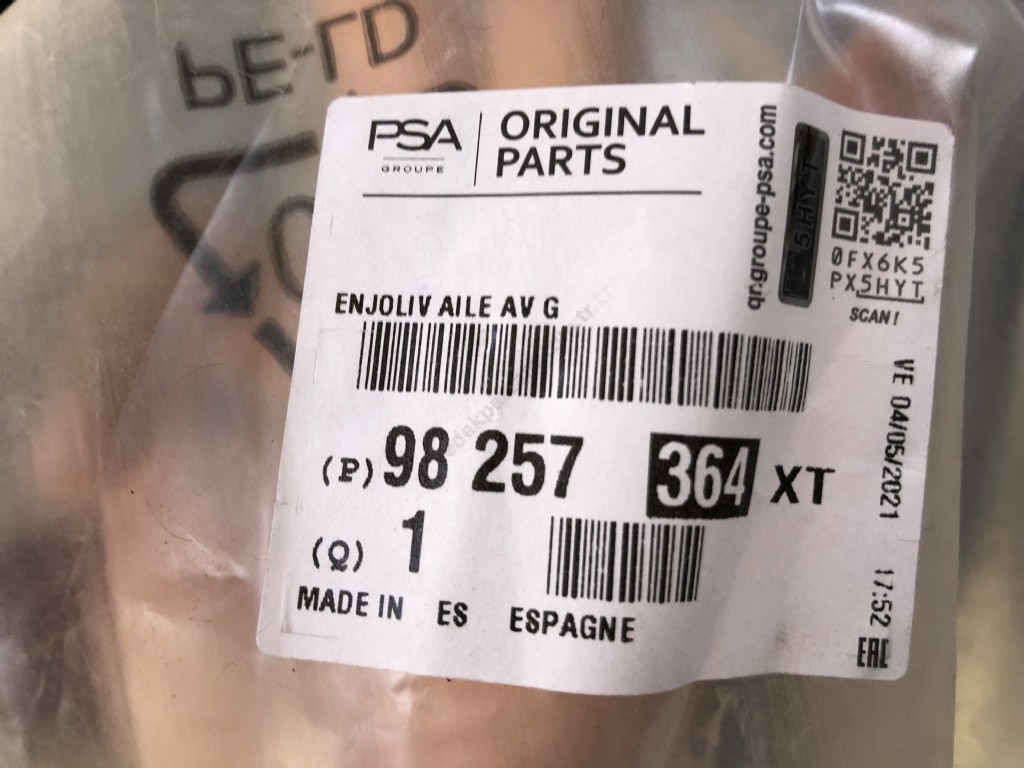 PE-LD
PSA
GROUPE
ORIGINAL
PARTS
qr.groupe-psa.com
5HYT
0FX6K5
PX5HYT
SCAN!
ENJOLIV AILE AV G
(P) 98 257 364 XT
(Q) 1
MADE IN ES ESPAGNE
VE 04/05/2021 17:52
EAC